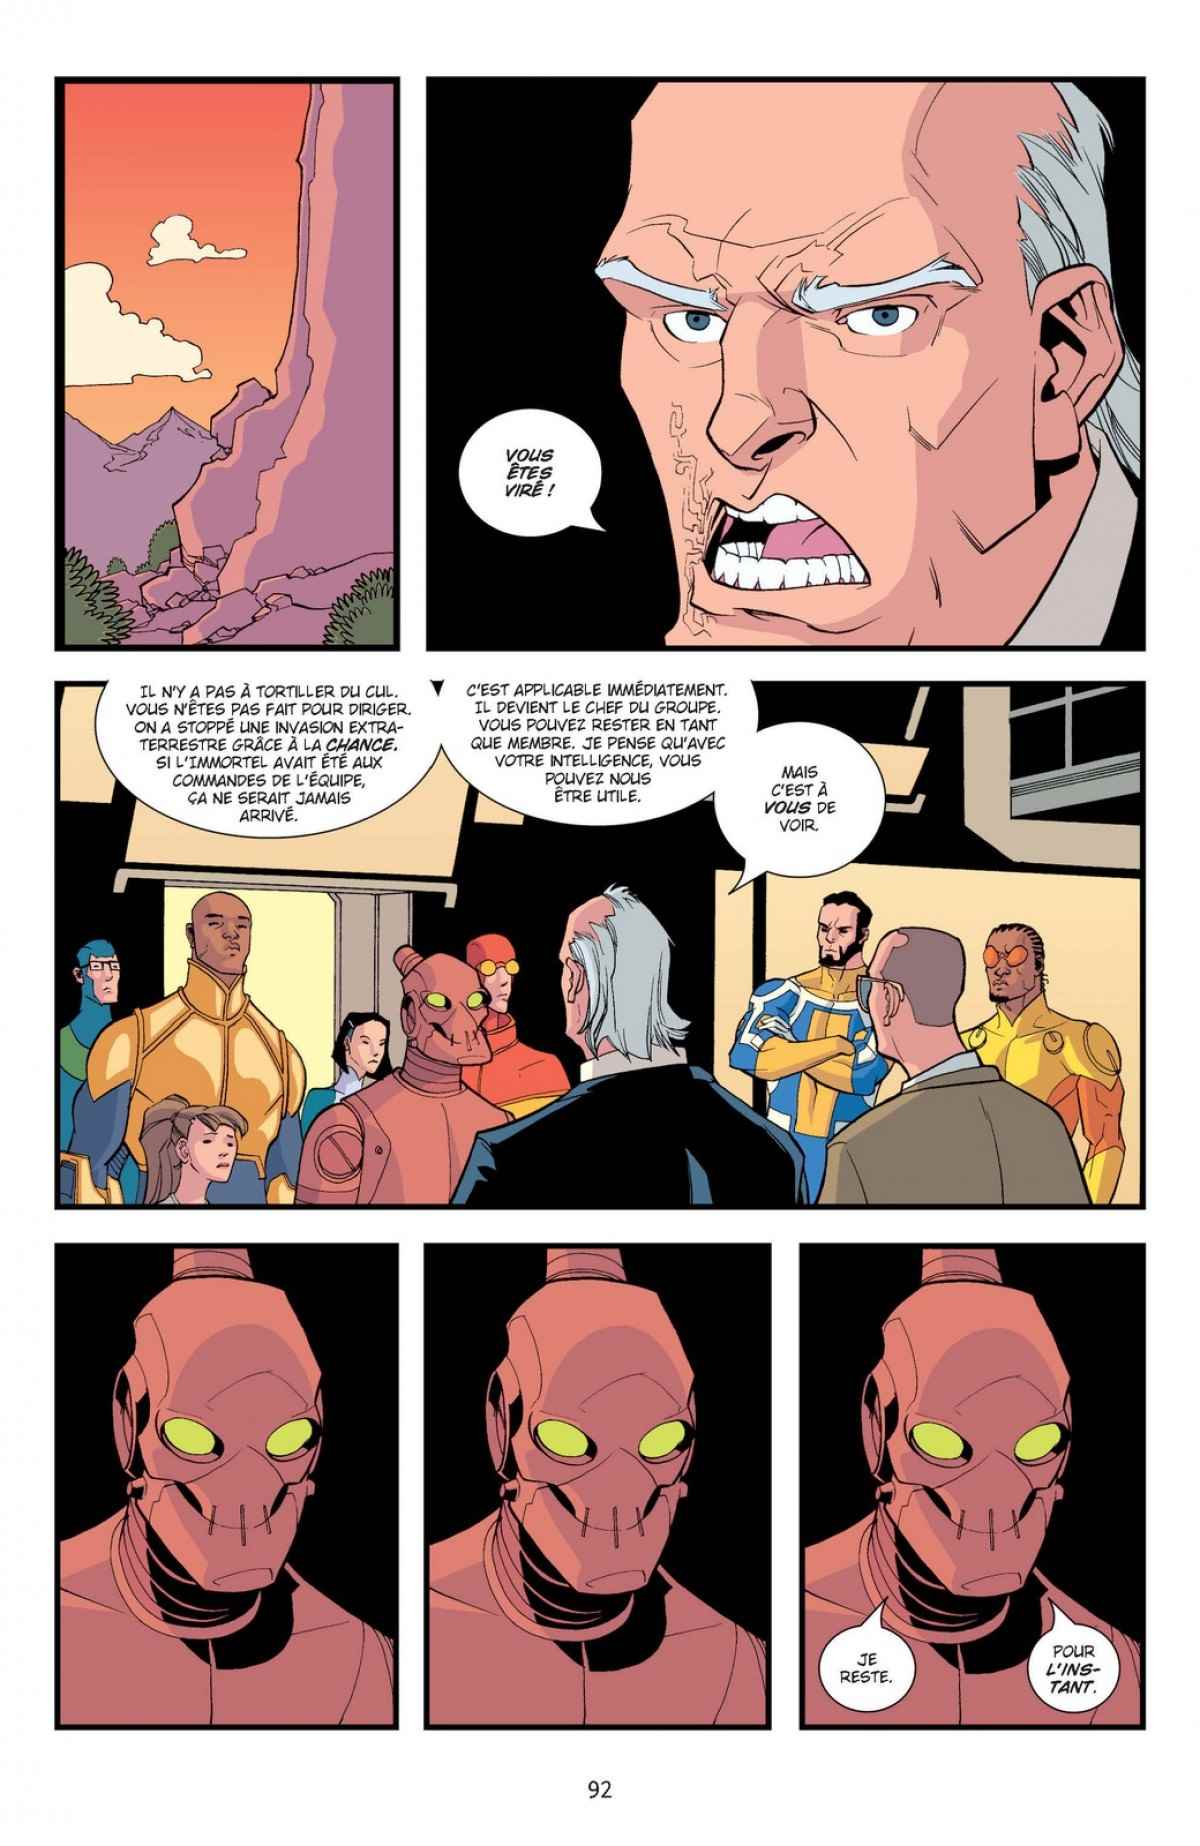 VOUS
ÊTES
VIRÉ !
IL N'Y A PAS À TORTILLER DU CUL.
VOUS N'ÊTES PAS FAIT POUR DIRIGER.
ON A STOPPÉ UNE INVASION EXTRA-
TERRESTRE GRÂCE À LA CHANCE.
SI L'IMMORTEL AVAIT ÉTÉ AUX
COMMANDES DE L'ÉQUIPE,
ÇA NE SERAIT JAMAIS
ARRIVÉ.
C'EST APPLICABLE IMMÉDIATEMENT.
IL DEVIENT LE CHEF DU GROUPE.
VOUS POUVEZ RESTER EN TANT
QUE MEMBRE. JE PENSE QU'AVEC
VOTRE INTELLIGENCE, VOUS
POUVEZ NOUS
ÊTRE UTILE.
MAIS
C'EST À
VOUS DE
VOIR.
JE
RESTE.
POUR
L'INS-
TANT.
92